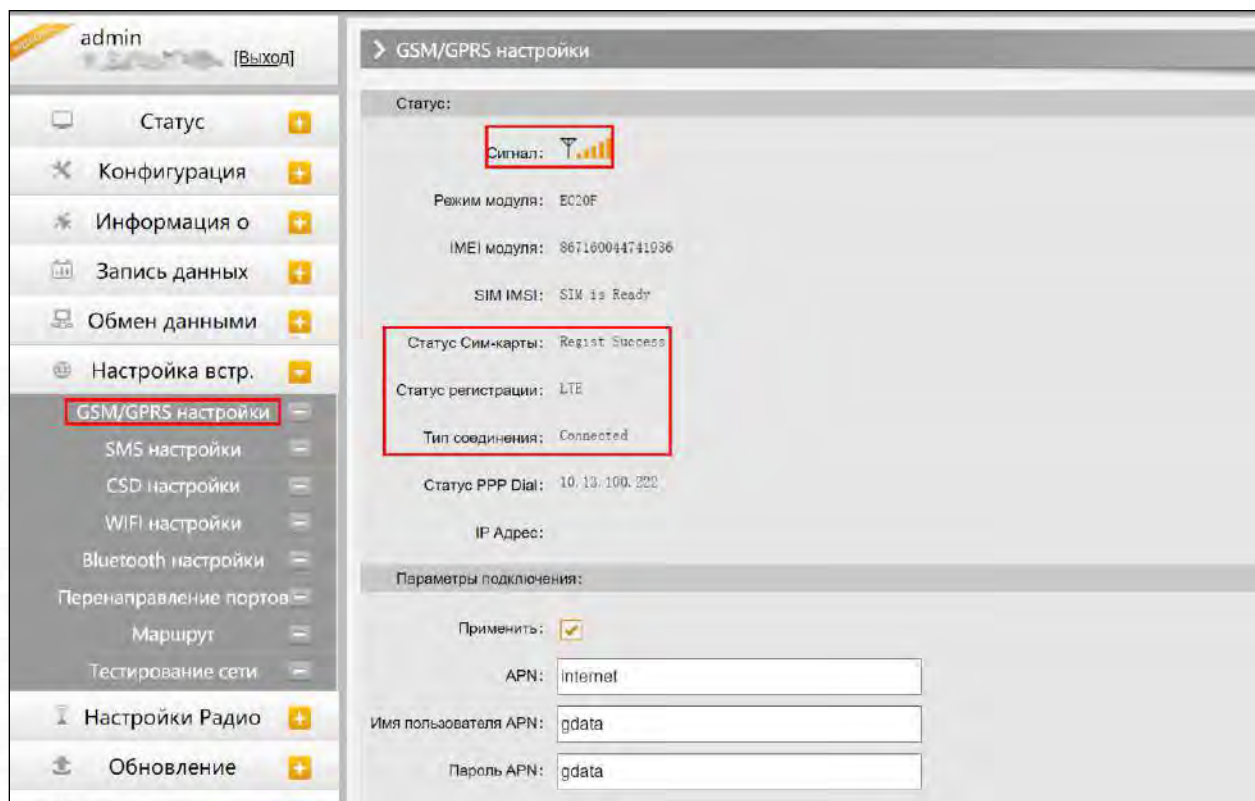 admin
[Выход]
Статус
Конфигурация
Информация о
Запись данных
Обмен данными
Настройка встр.
GSM/GPRS настройки
SMS настройки
CSD настройки
WIFI настройки
Bluetooth настройки
Перенаправление портов
Маршрут
Тестирование сети
Настройки Радио
Обновление
GSM/GPRS настройки
Статус:
Сигнал:
Режим модуля: EC20F
IMEI модуля: 867160044741936
SIM IMSI: SIM is Ready
Статус Сим-карты: Regist Success
Статус регистрации: LTE
Тип соединения: Connected
Статус PPP Dial: 10.13.100.222
IP Адрес:
Параметры подключения:
Применить:
APN: internet
Имя пользователя APN: gdata
Пароль APN: gdata